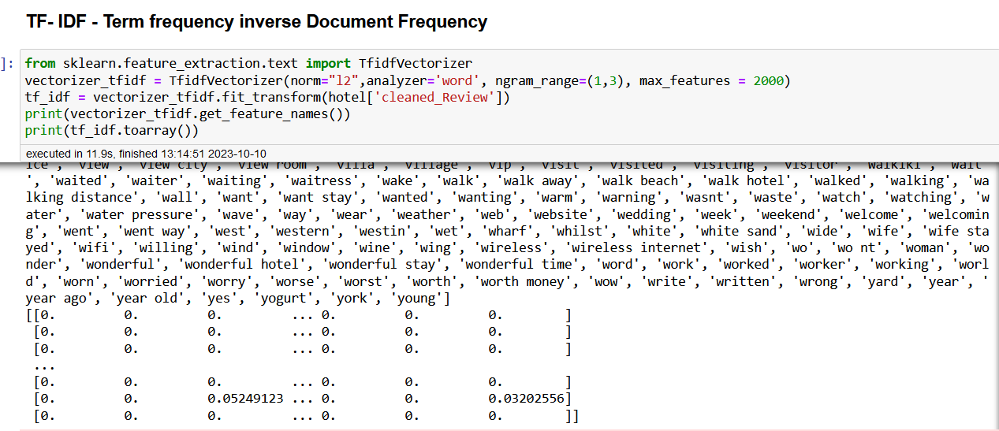 TF- IDF - Term frequency inverse Document Frequency
]: from sklearn.feature_extraction.text import TfidfVectorizer
vectorizer_tfidf = TfidfVectorizer(norm="l2",analyzer='word', ngram_range=(1,3), max_features = 2000)
tf_idf = vectorizer_tfidf.fit_transform(hotel['cleaned_Review'])
print(vectorizer_tfidf.get_feature_names())
print(tf_idf.toarray())
executed in 11.9s, finished 13:14:51 2023-10-10
ice', 'view', 'view city', 'view room', 'villa', 'village', 'vip', 'visit', 'visited', 'visiting', 'visitor', 'waikiki', 'wait
', 'waited', 'waiter', 'waiting', 'waitress', 'wake', 'walk', 'walk away', 'walk beach', 'walk hotel', 'walked', 'walking', 'wa
lking distance', 'wall', 'want', 'want stay', 'wanted', 'wanting', 'warm', 'warning', 'wasnt', 'waste', 'watch', 'watching', 'w
ater', 'water pressure', 'wave', 'way', 'wear', 'weather', 'web', 'website', 'wedding', 'week', 'weekend', 'welcome', 'welcomin
g', 'went', 'went way', 'west', 'western', 'westin', 'wet', 'wharf', 'whilst', 'white', 'white sand', 'wide', 'wife', 'wife sta
yed', 'wifi', 'willing', 'wind', 'window', 'wine', 'wing', 'wireless', 'wireless internet', 'wish', 'wo', 'wo nt', 'woman', 'wo
nder', 'wonderful', 'wonderful hotel', 'wonderful stay', 'wonderful time', 'word', 'work', 'worked', 'worker', 'working', 'worl
d', 'worn', 'worried', 'worry', 'worse', 'worst', 'worth', 'worth money', 'wow', 'write', 'written', 'wrong', 'yard', 'year', '
year ago', 'year old', 'yes', 'yogurt', 'york', 'young']
[[0. 0. 0. ... 0. 0. 0. ]
[0. 0. 0. ... 0. 0. 0. ]
[0. 0. 0. ... 0. 0. 0. ]
...
[0. 0. 0. ... 0. 0. 0. ]
[0. 0. 0.05249123 ... 0. 0. 0.03202556]
[0. 0. 0. ... 0. 0. 0. ]]